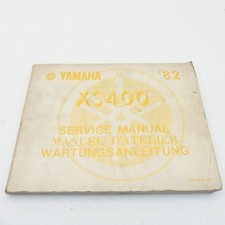 YAMAHA '82
XS400
SERVICE MANUAL
MANUEL D'ATELIER
WARTUNGSANLEITUNG